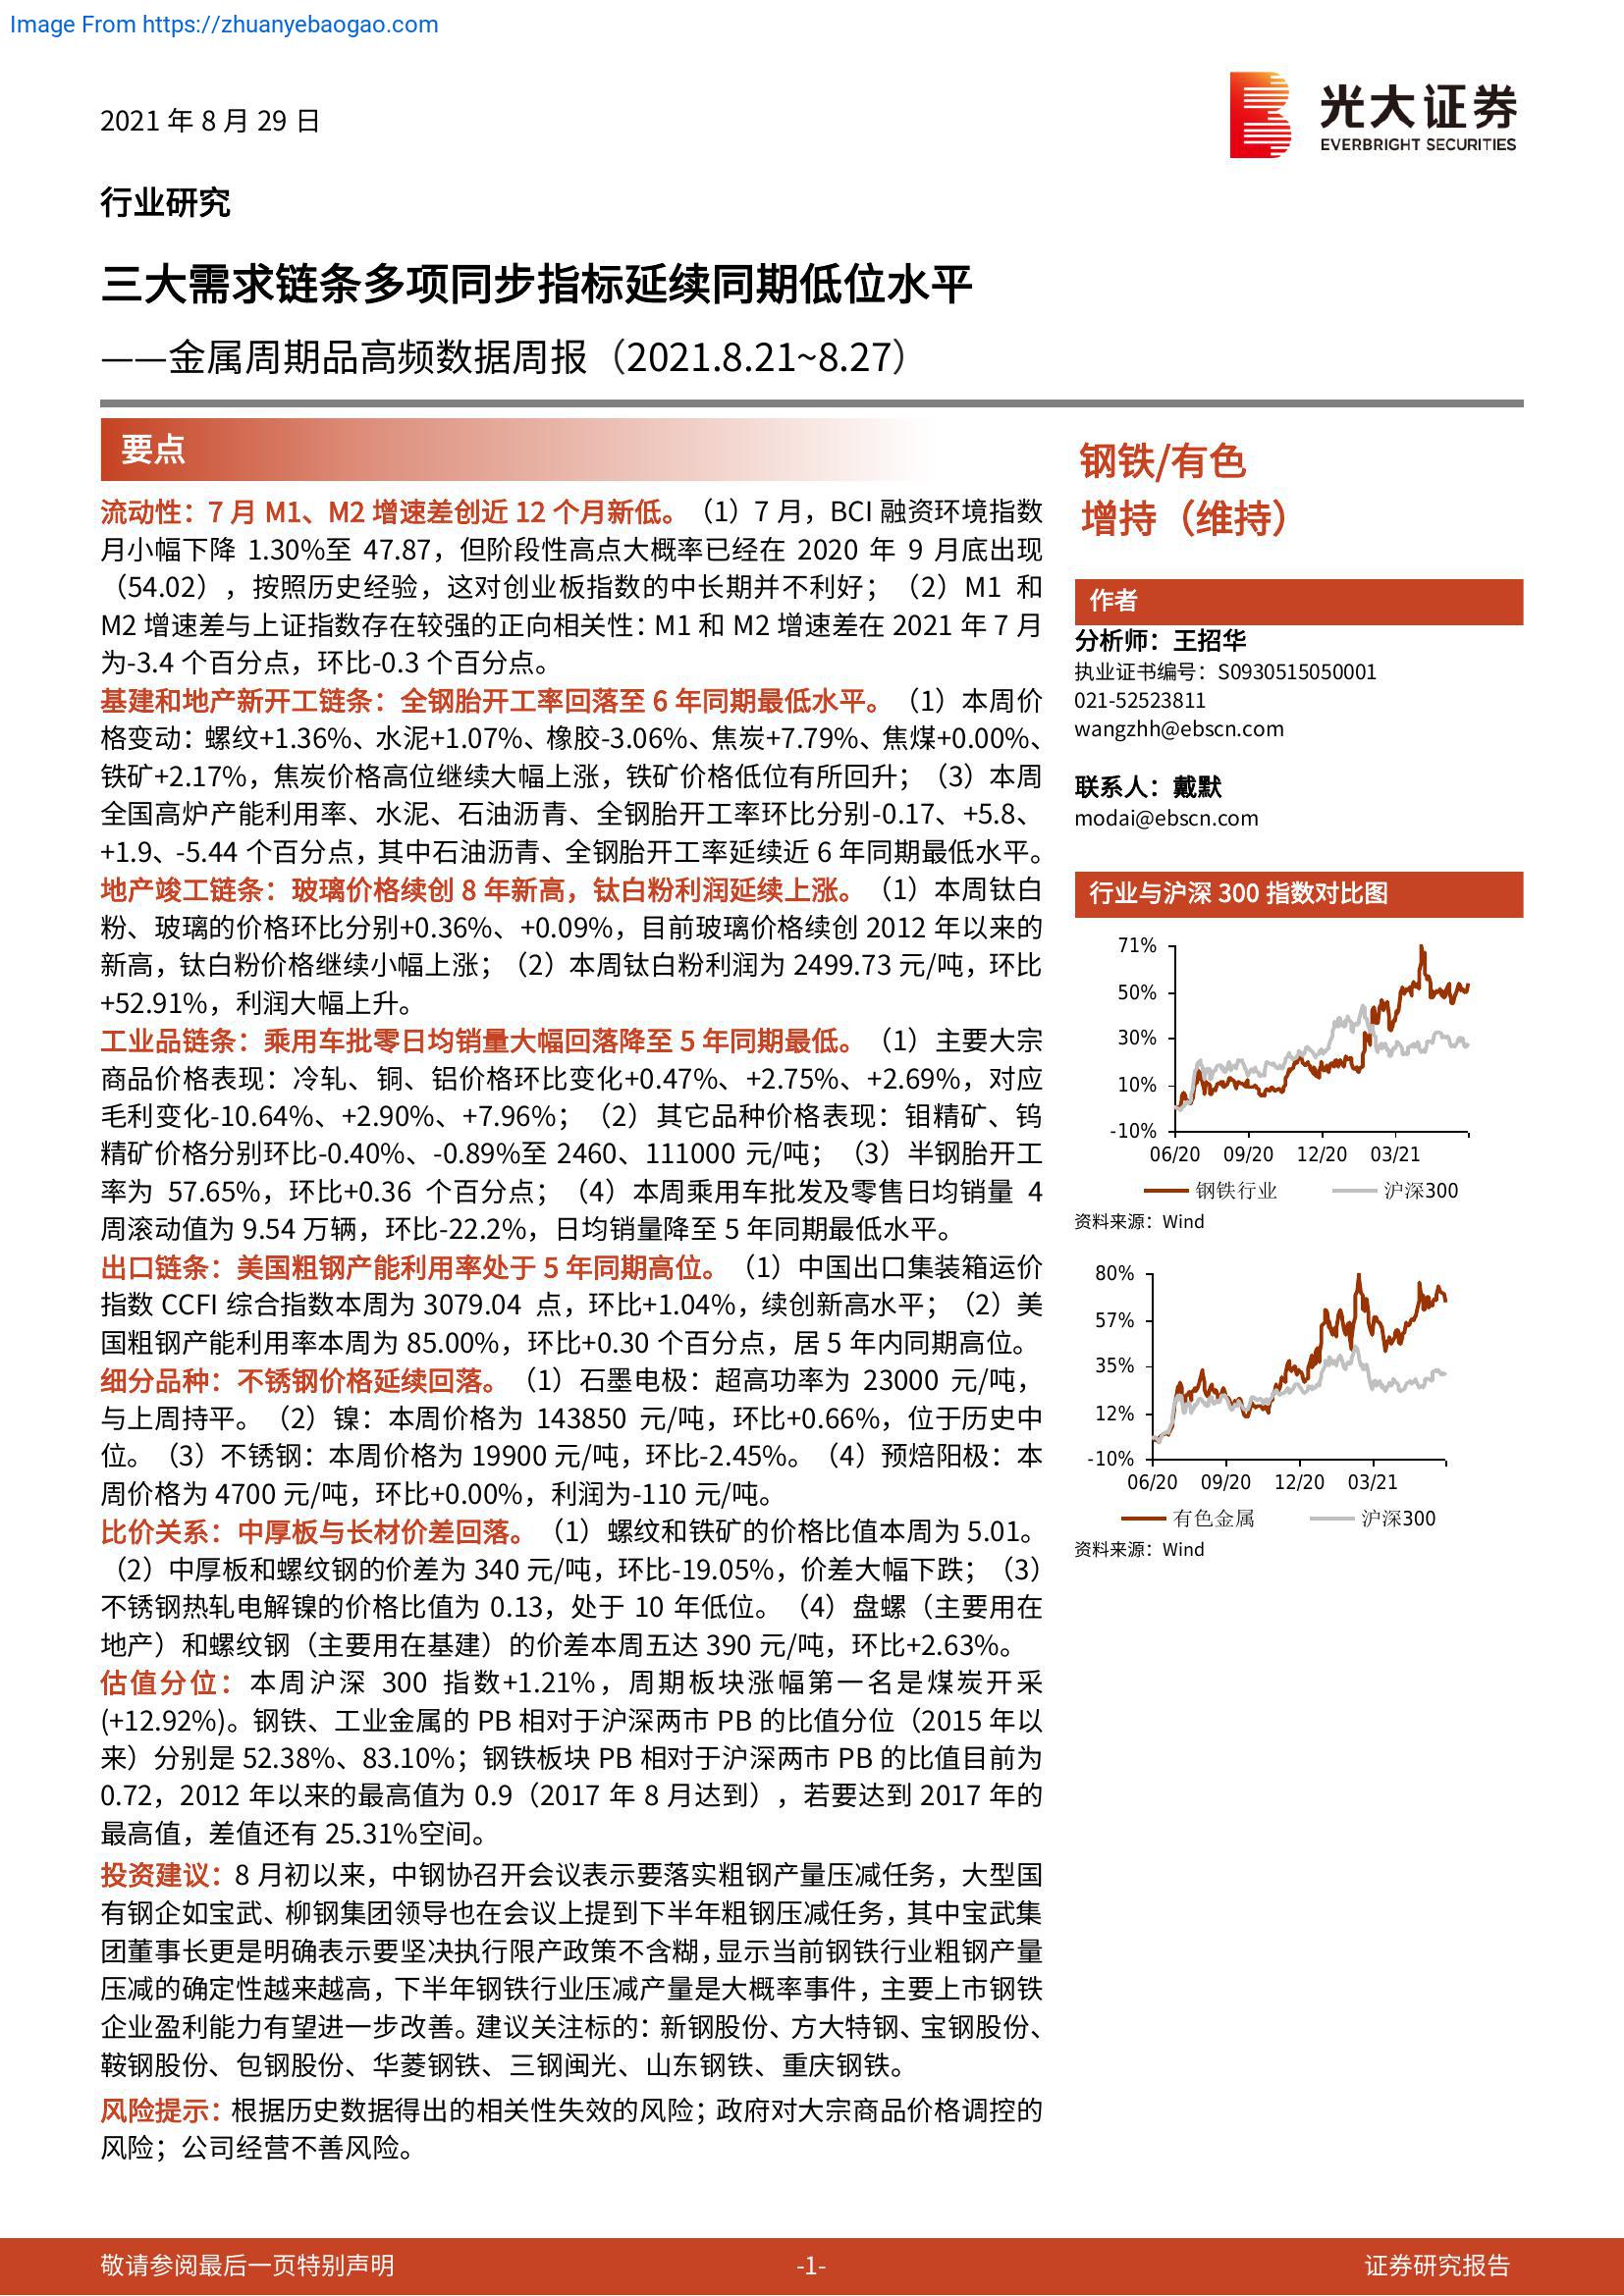 Image From https://zhuanyebaogao.com
2021 年 8 月 29 日
光大证券
EVERBRIGHT SECURITIES
行业研究
三大需求链条多项同步指标延续同期低位水平
——金属周期品高频数据周报（2021.8.21~8.27）
要点
流动性：7 月 M1、M2 增速差创近 12 个月新低。（1）7 月，BCI 融资环境指数
月小幅下降 1.30%至 47.87，但阶段性高点大概率已经在 2020 年 9 月底出现
（54.02），按照历史经验，这对创业板指数的中长期并不利好；（2）M1 和
M2 增速差与上证指数存在较强的正向相关性：M1 和 M2 增速差在 2021 年 7 月
为-3.4 个百分点，环比-0.3 个百分点。
基建和地产新开工链条：全钢胎开工率回落至 6 年同期最低水平。（1）本周价
格变动：螺纹+1.36%、水泥+1.07%、橡胶-3.06%、焦炭+7.79%、焦煤+0.00%、
铁矿+2.17%，焦炭价格高位继续大幅上涨，铁矿价格低位有所回升；（3）本周
全国高炉产能利用率、水泥、石油沥青、全钢胎开工率环比分别-0.17、+5.8、
+1.9、-5.44 个百分点，其中石油沥青、全钢胎开工率延续近 6 年同期最低水平。
地产竣工链条：玻璃价格续创 8 年新高，钛白粉利润延续上涨。（1）本周钛白
粉、玻璃的价格环比分别+0.36%、+0.09%，目前玻璃价格续创 2012 年以来的
新高，钛白粉价格继续小幅上涨；（2）本周钛白粉利润为 2499.73 元/吨，环比
+52.91%，利润大幅上升。
工业品链条：乘用车批零日均销量大幅回落降至 5 年同期最低。（1）主要大宗
商品价格表现：冷轧、铜、铝价格环比变化+0.47%、+2.75%、+2.69%，对应
毛利变化-10.64%、+2.90%、+7.96%；（2）其它品种价格表现：钼精矿、钨
精矿价格分别环比-0.40%、-0.89%至 2460、111000 元/吨；（3）半钢胎开工
率为 57.65%，环比+0.36 个百分点；（4）本周乘用车批发及零售日均销量 4
周滚动值为 9.54 万辆，环比-22.2%，日均销量降至 5 年同期最低水平。
出口链条：美国粗钢产能利用率处于 5 年同期高位。（1）中国出口集装箱运价
指数 CCFI 综合指数本周为 3079.04 点，环比+1.04%，续创新高水平；（2）美
国粗钢产能利用率本周为 85.00%，环比+0.30 个百分点，居 5 年内同期高位。
细分品种：不锈钢价格延续回落。（1）石墨电极：超高功率为 23000 元/吨，
与上周持平。（2）镍：本周价格为 143850 元/吨，环比+0.66%，位于历史中
位。（3）不锈钢：本周价格为 19900 元/吨，环比-2.45%。（4）预焙阳极：本
周价格为 4700 元/吨，环比+0.00%，利润为-110 元/吨。
比价关系：中厚板与长材价差回落。（1）螺纹和铁矿的价格比值本周为 5.01。
（2）中厚板和螺纹钢的价差为 340 元/吨，环比-19.05%，价差大幅下跌；（3）
不锈钢热轧电解镍的价格比值为 0.13，处于 10 年低位。（4）盘螺（主要用在
地产）和螺纹钢（主要用在基建）的价差本周五达 390 元/吨，环比+2.63%。
估值分位：本周沪深 300 指数+1.21%，周期板块涨幅第一名是煤炭开采
(+12.92%)。钢铁、工业金属的 PB 相对于沪深两市 PB 的比值分位（2015 年以
来）分别是 52.38%、83.10%；钢铁板块 PB 相对于沪深两市 PB 的比值目前为
0.72，2012 年以来的最高值为 0.9（2017 年 8 月达到），若要达到 2017 年的
最高值，差值还有 25.31%空间。
投资建议：8 月初以来，中钢协召开会议表示要落实粗钢产量压减任务，大型国
有钢企如宝武、柳钢集团领导也在会议上提到下半年粗钢压减任务，其中宝武集
团董事长更是明确表示要坚决执行限产政策不含糊，显示当前钢铁行业粗钢产量
压减的确定性越来越高，下半年钢铁行业压减产量是大概率事件，主要上市钢铁
企业盈利能力有望进一步改善。建议关注标的：新钢股份、方大特钢、宝钢股份、
鞍钢股份、包钢股份、华菱钢铁、三钢闽光、山东钢铁、重庆钢铁。
风险提示：根据历史数据得出的相关性失效的风险；政府对大宗商品价格调控的
风险；公司经营不善风险。
钢铁/有色
增持（维持）
作者
分析师：王招华
执业证书编号：S0930515050001
021-52523811
wangzhh@ebscn.com
联系人：戴默
modai@ebscn.com
行业与沪深 300 指数对比图
71%
50%
30%
10%
-10%
06/20 09/20 12/20 03/21
钢铁行业 沪深300
资料来源：Wind
80%
57%
35%
12%
-10%
06/20 09/20 12/20 03/21
有色金属 沪深300
资料来源：Wind
敬请参阅最后一页特别声明 -1- 证券研究报告